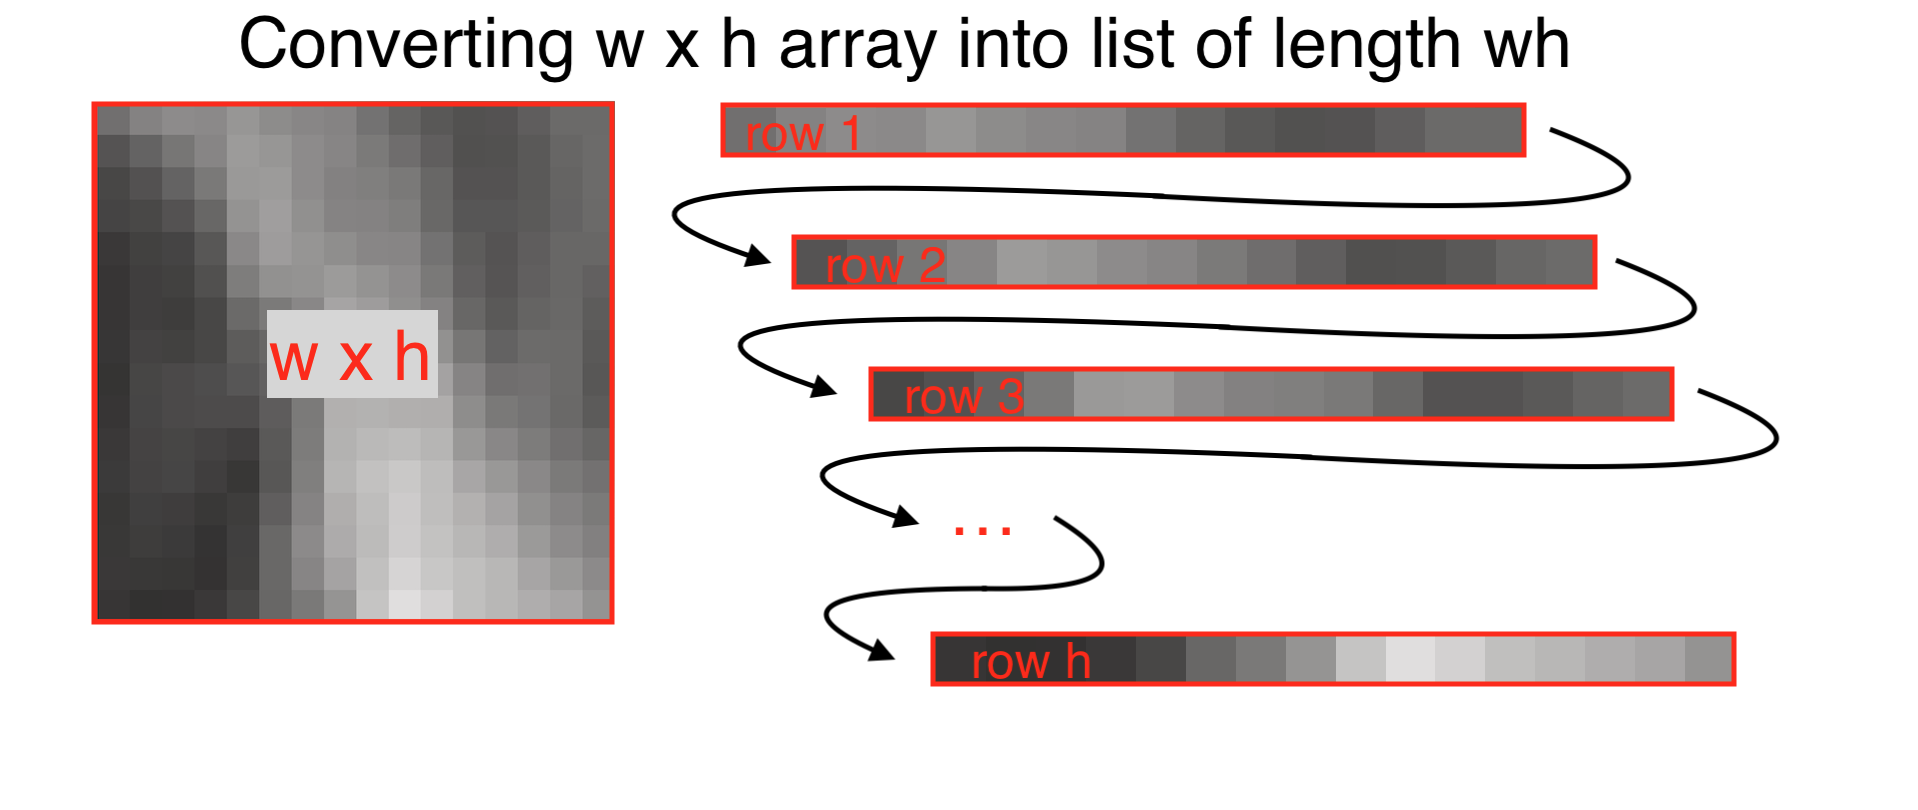 Converting w x h array into list of length wh
w x h
row 1
row 2
row 3
...
row h